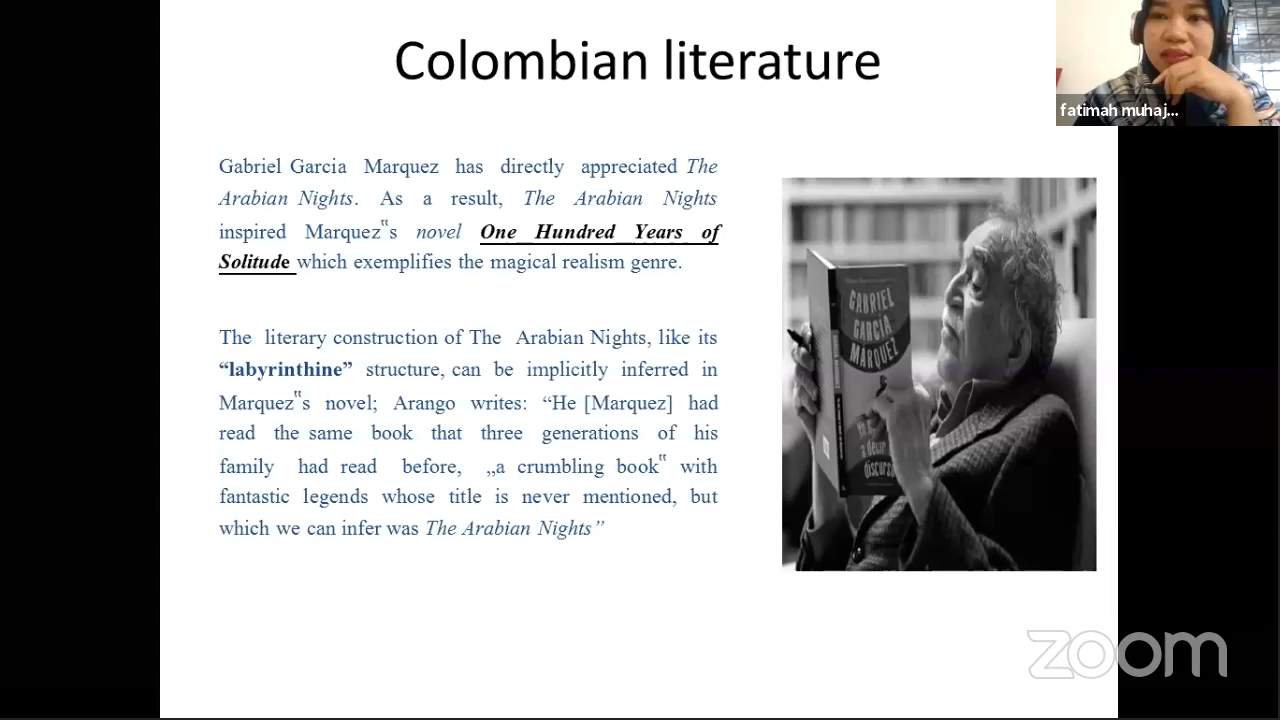 Colombian literature
fatimah muhaj...
Gabriel Garcia Marquez has directly appreciated The
Arabian Nights. As a result, The Arabian Nights
inspired Marquez‟s novel One Hundred Years of
Solitude which exemplifies the magical realism genre.
The literary construction of The Arabian Nights, like its
“labyrinthine” structure, can be implicitly inferred in
Marquez‟s novel; Arango writes: “He [Marquez] had
read the same book that three generations of his
family had read before, „a crumbling book‟ with
fantastic legends whose title is never mentioned, but
which we can infer was The Arabian Nights”
GABRIEL
GARCÍA
MÁRQUEZ
a decir
discurso
zoom